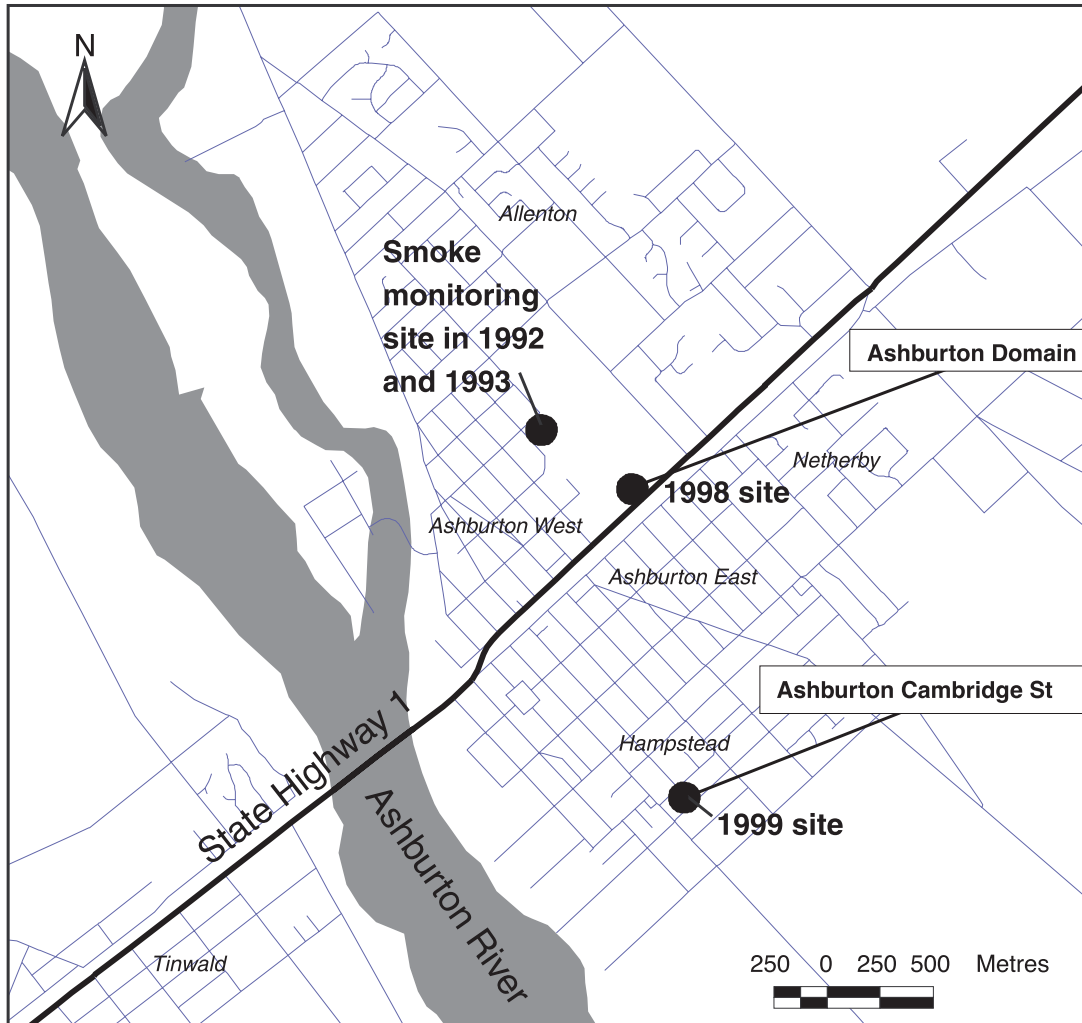 N
Allenton
Smoke
monitoring
site in 1992
and 1993
Ashburton Domain
Netherby
1998 site
Ashburton West
Ashburton East
Ashburton Cambridge St
State Highway 1
Hampstead
1999 site
Ashburton River
Tinwald
250 0 250 500 Metres